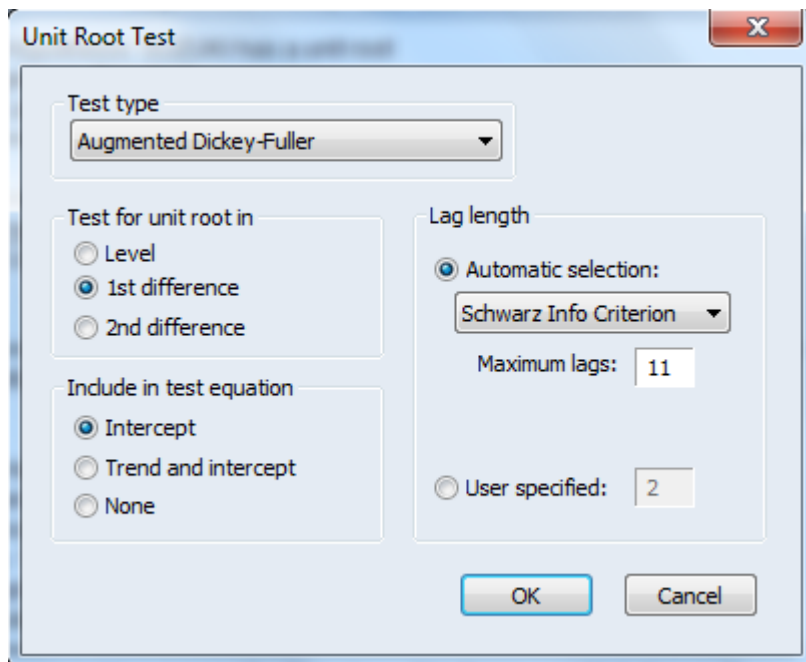 Unit Root Test
Test type
Augmented Dickey-Fuller
Test for unit root in
Level
1st difference
2nd difference
Include in test equation
Intercept
Trend and intercept
None
Lag length
Automatic selection:
Schwarz Info Criterion
Maximum lags: 11
User specified: 2
OK
Cancel